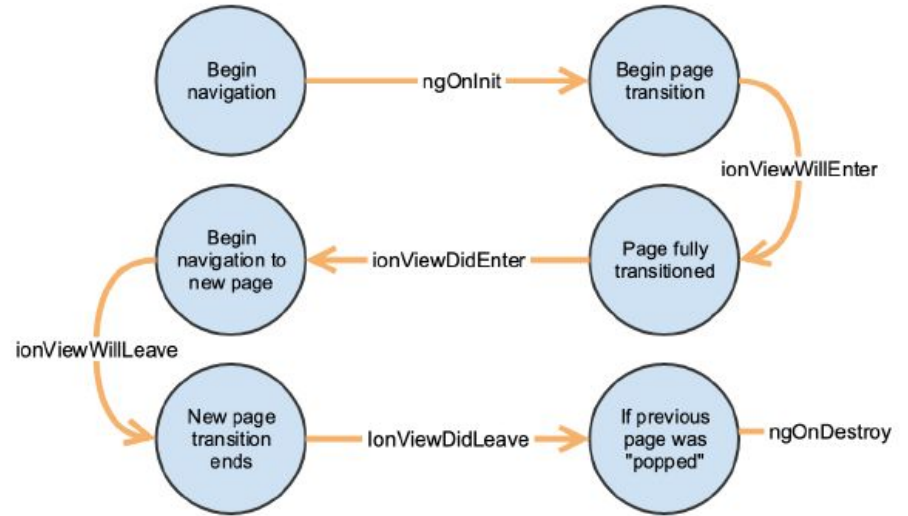 Begin
navigation
ngOnInit
Begin page
transition
ionViewWillEnter
Page fully
transitioned
ionViewDidEnter
Begin
navigation to
new page
ionViewWillLeave
New page
transition
ends
IonViewDidLeave
If previous
page was
"popped"
ngOnDestroy